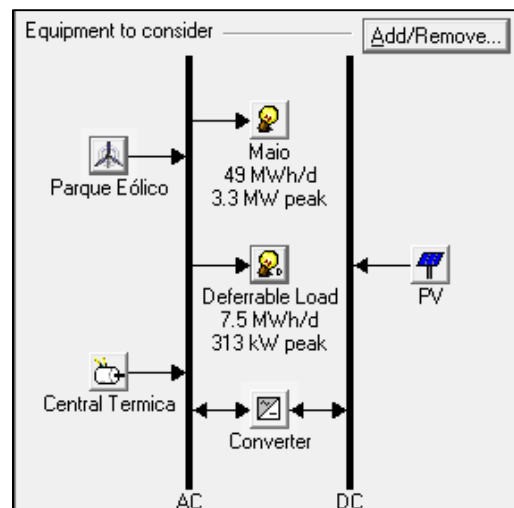 Equipment to consider
Add/Remove...
Parque Eólico
Maio
49 MWh/d
3.3 MW peak
Deferrable Load
7.5 MWh/d
313 kW peak
PV
Central Termica
Converter
AC
DC